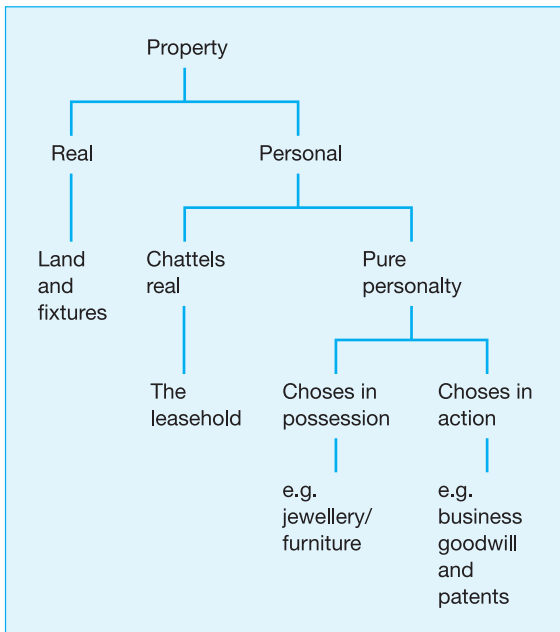 Property
Real
Personal
Land
and
fixtures
Chattels
real
Pure
personalty
The
leasehold
Choses in
possession
Choses in
action
e.g.
jewellery/
furniture
e.g.
business
goodwill
and
patents